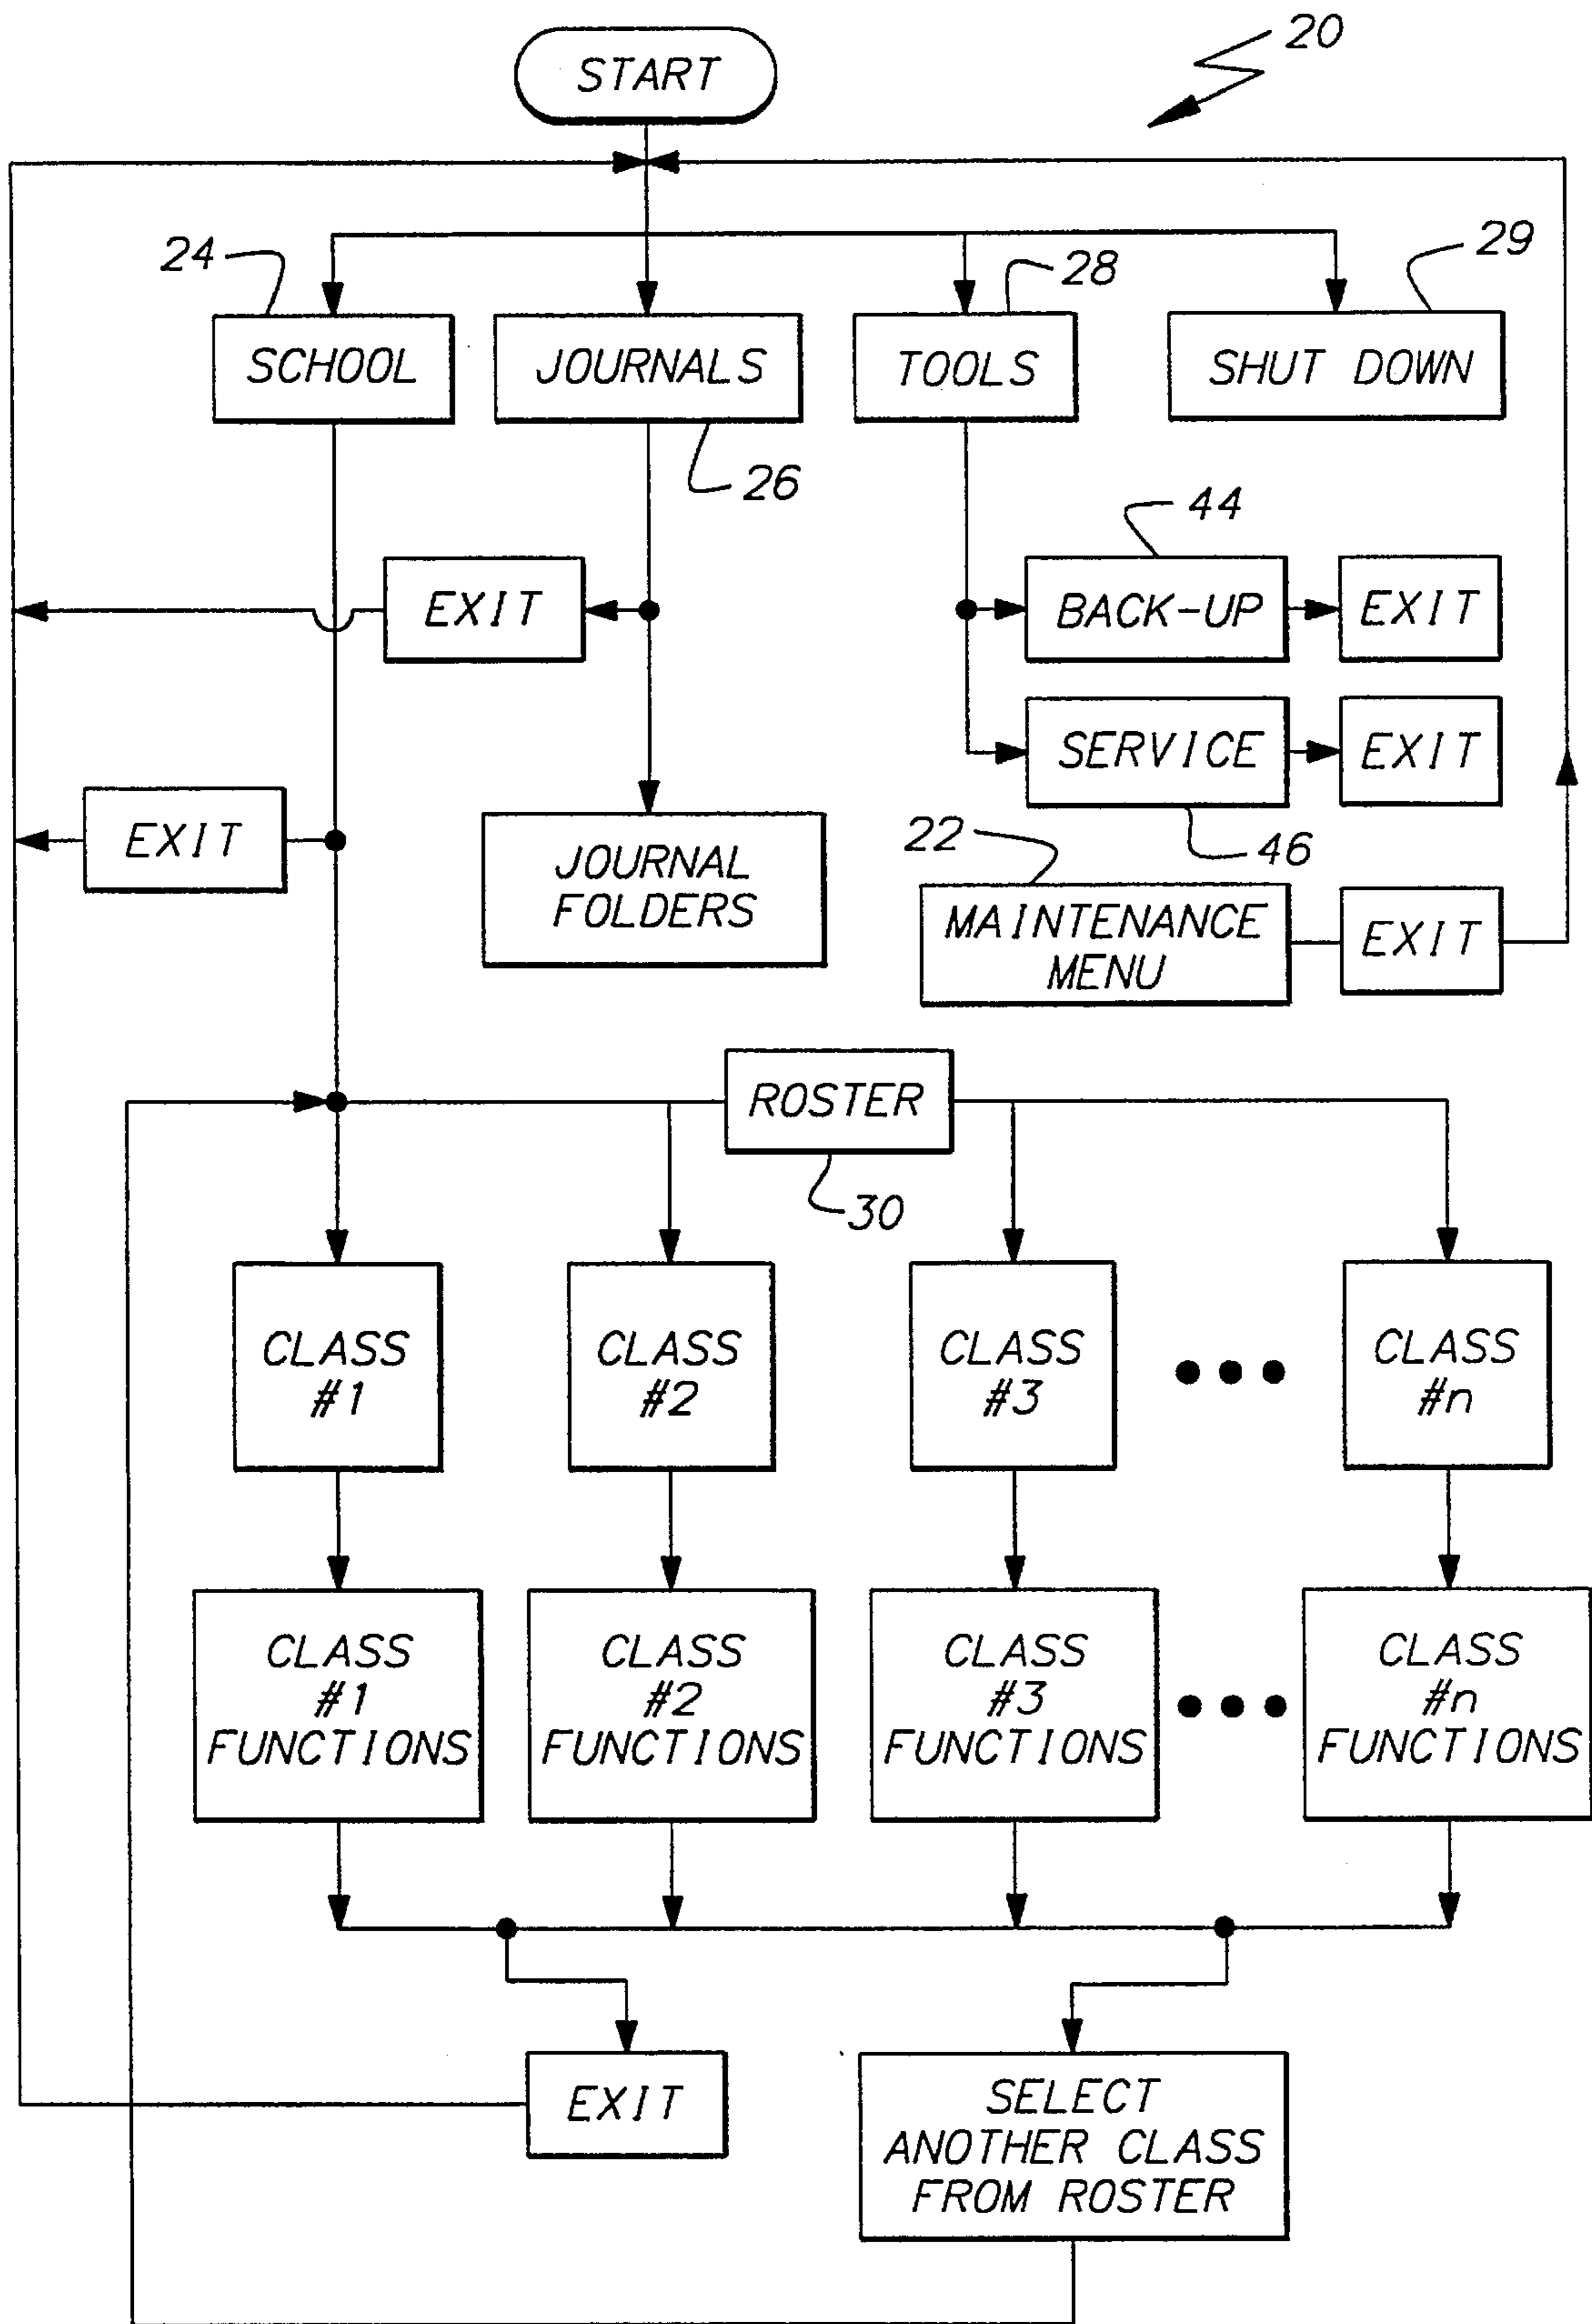 20
START
24
28
29
SCHOOL
JOURNALS
TOOLS
SHUT DOWN
26
44
EXIT
BACK-UP
EXIT
SERVICE
EXIT
EXIT
22
46
JOURNAL
FOLDERS
MAINTENANCE
MENU
EXIT
ROSTER
30
CLASS
#1
CLASS
#2
CLASS
#3
CLASS
#n
CLASS
#1
FUNCTIONS
CLASS
#2
FUNCTIONS
CLASS
#3
FUNCTIONS
CLASS
#n
FUNCTIONS
EXIT
SELECT
ANOTHER CLASS
FROM ROSTER